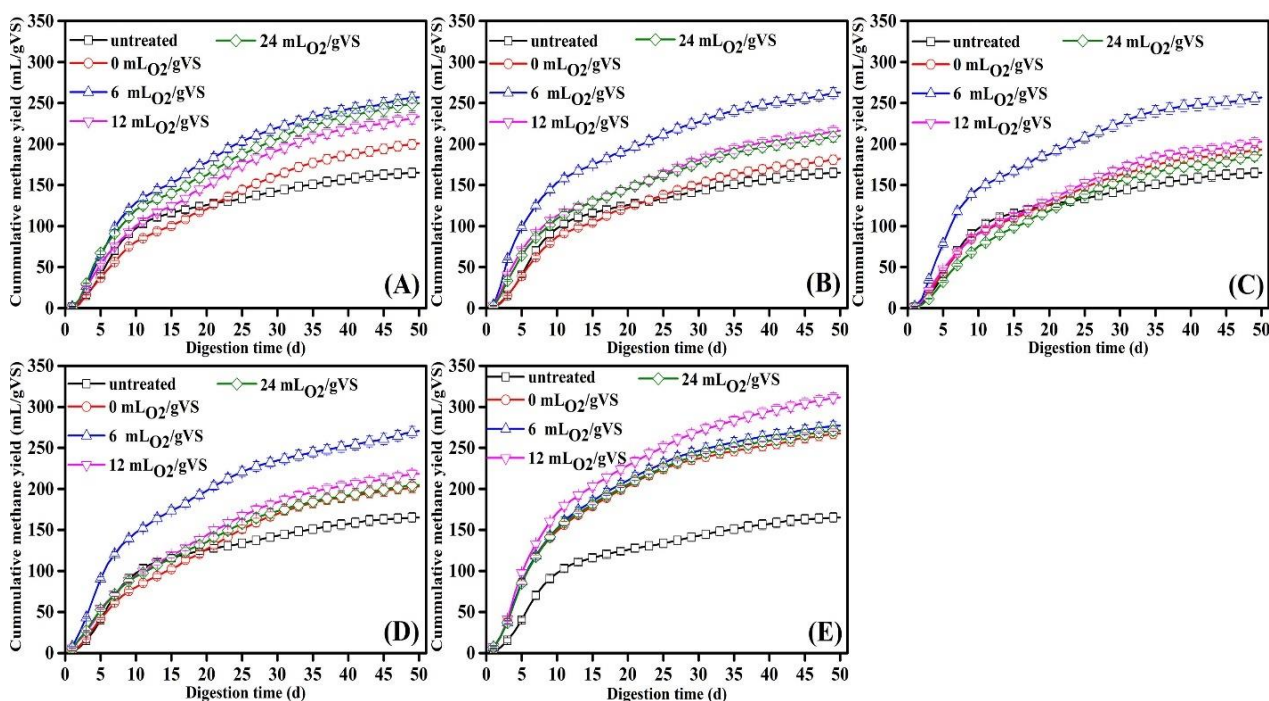 Cummulative methane yield (mL/gVS)
350
300
250
200
150
100
50
0
untreated
0 mLO2/gVS
6 mLO2/gVS
12 mLO2/gVS
24 mLO2/gVS
(A)
0 5 10 15 20 25 30 35 40 45 50
Digestion time (d)
Cummulative methane yield (mL/gVS)
350
300
250
200
150
100
50
0
untreated
0 mLO2/gVS
6 mLO2/gVS
12 mLO2/gVS
24 mLO2/gVS
(B)
0 5 10 15 20 25 30 35 40 45 50
Digestion time (d)
Cummulative methane yield (mL/gVS)
350
300
250
200
150
100
50
0
untreated
0 mLO2/gVS
6 mLO2/gVS
12 mLO2/gVS
24 mLO2/gVS
(C)
0 5 10 15 20 25 30 35 40 45 50
Digestion time (d)
Cummulative methane yield (mL/gVS)
350
300
250
200
150
100
50
0
untreated
0 mLO2/gVS
6 mLO2/gVS
12 mLO2/gVS
24 mLO2/gVS
(D)
0 5 10 15 20 25 30 35 40 45 50
Digestion time (d)
Cummulative methane yield (mL/gVS)
350
300
250
200
150
100
50
0
untreated
0 mLO2/gVS
6 mLO2/gVS
12 mLO2/gVS
24 mLO2/gVS
(E)
0 5 10 15 20 25 30 35 40 45 50
Digestion time (d)